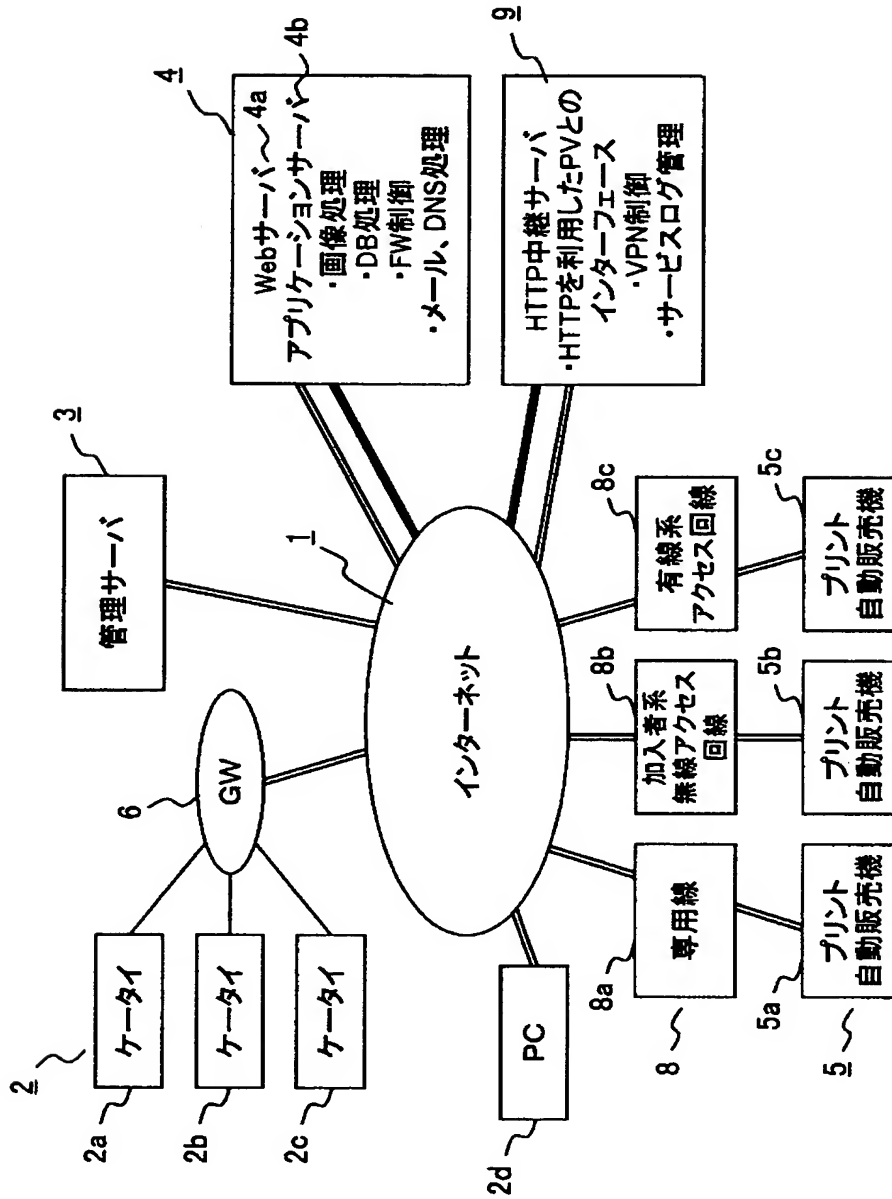 2
2a
ケータイ
2b
ケータイ
2c
ケータイ
6
GW
3
管理サーバ
4
Webサーバ～4a
アプリケーションサーバ～4b
・画像処理
・DB処理
・FW制御
・メール、DNS処理
1
インターネット
9
HTTP中継サーバ
・HTTPを利用したPVとの
インターフェース
・VPN制御
・サービスログ管理
2d
PC
8
8a
専用線
8b
加入者系
無線アクセス
回線
8c
有線系
アクセス回線
5
5a
プリント
自動販売機
5b
プリント
自動販売機
5c
プリント
自動販売機